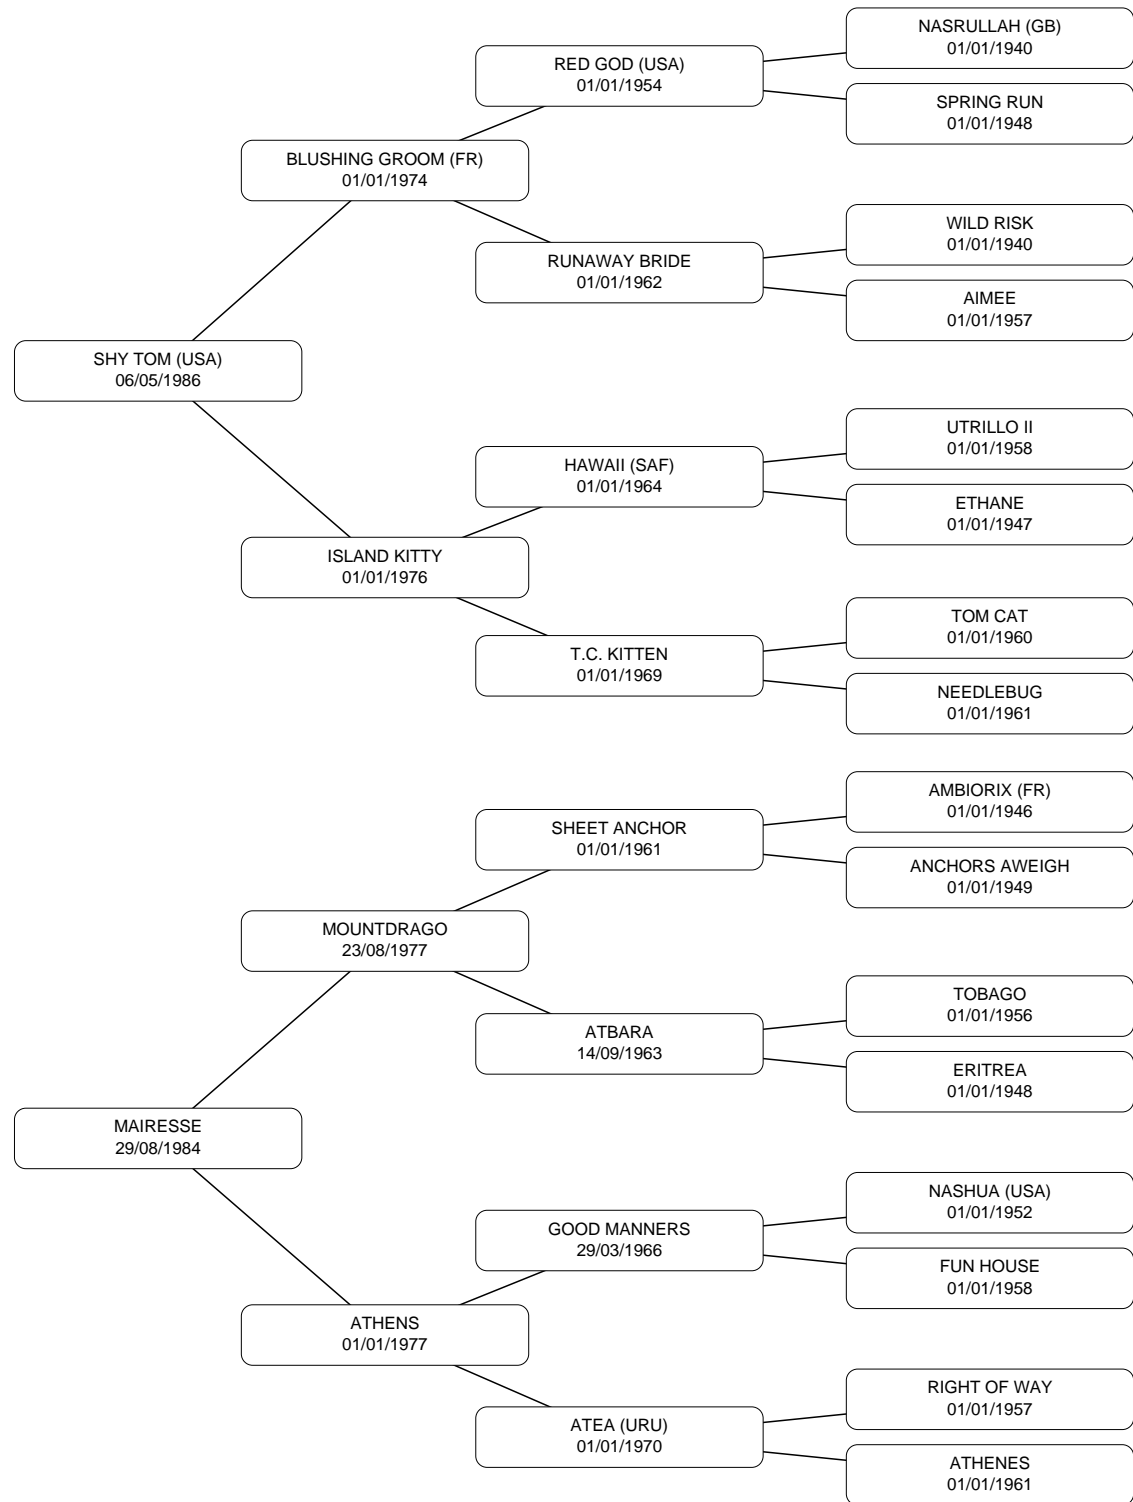 NASRULLAH (GB)
01/01/1940
RED GOD (USA)
01/01/1954
SPRING RUN
01/01/1948
BLUSHING GROOM (FR)
01/01/1974
WILD RISK
01/01/1940
RUNAWAY BRIDE
01/01/1962
AIMEE
01/01/1957
SHY TOM (USA)
06/05/1986
UTRILLO II
01/01/1958
HAWAII (SAF)
01/01/1964
ETHANE
01/01/1947
ISLAND KITTY
01/01/1976
TOM CAT
01/01/1960
T.C. KITTEN
01/01/1969
NEEDLEBUG
01/01/1961
AMBIORIX (FR)
01/01/1946
SHEET ANCHOR
01/01/1961
ANCHORS AWEIGH
01/01/1949
MOUNTDRAGO
23/08/1977
TOBAGO
01/01/1956
ATBARA
14/09/1963
ERITREA
01/01/1948
MAIRESSE
29/08/1984
NASHUA (USA)
01/01/1952
GOOD MANNERS
29/03/1966
FUN HOUSE
01/01/1958
ATHENS
01/01/1977
RIGHT OF WAY
01/01/1957
ATEA (URU)
01/01/1970
ATHENES
01/01/1961